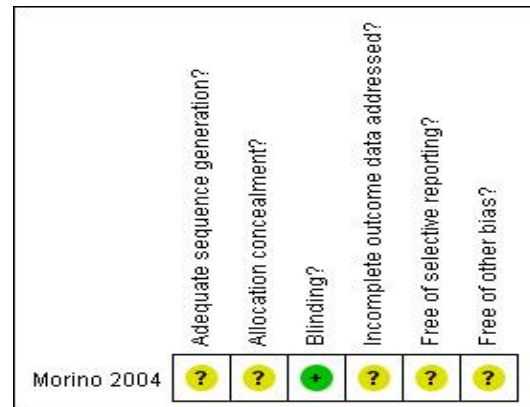 Adequate sequence generation?
Allocation concealment?
Blinding?
Incomplete outcome data addressed?
Free of selective reporting?
Free of other bias?
Morino 2004 ? ? + ? ? ?